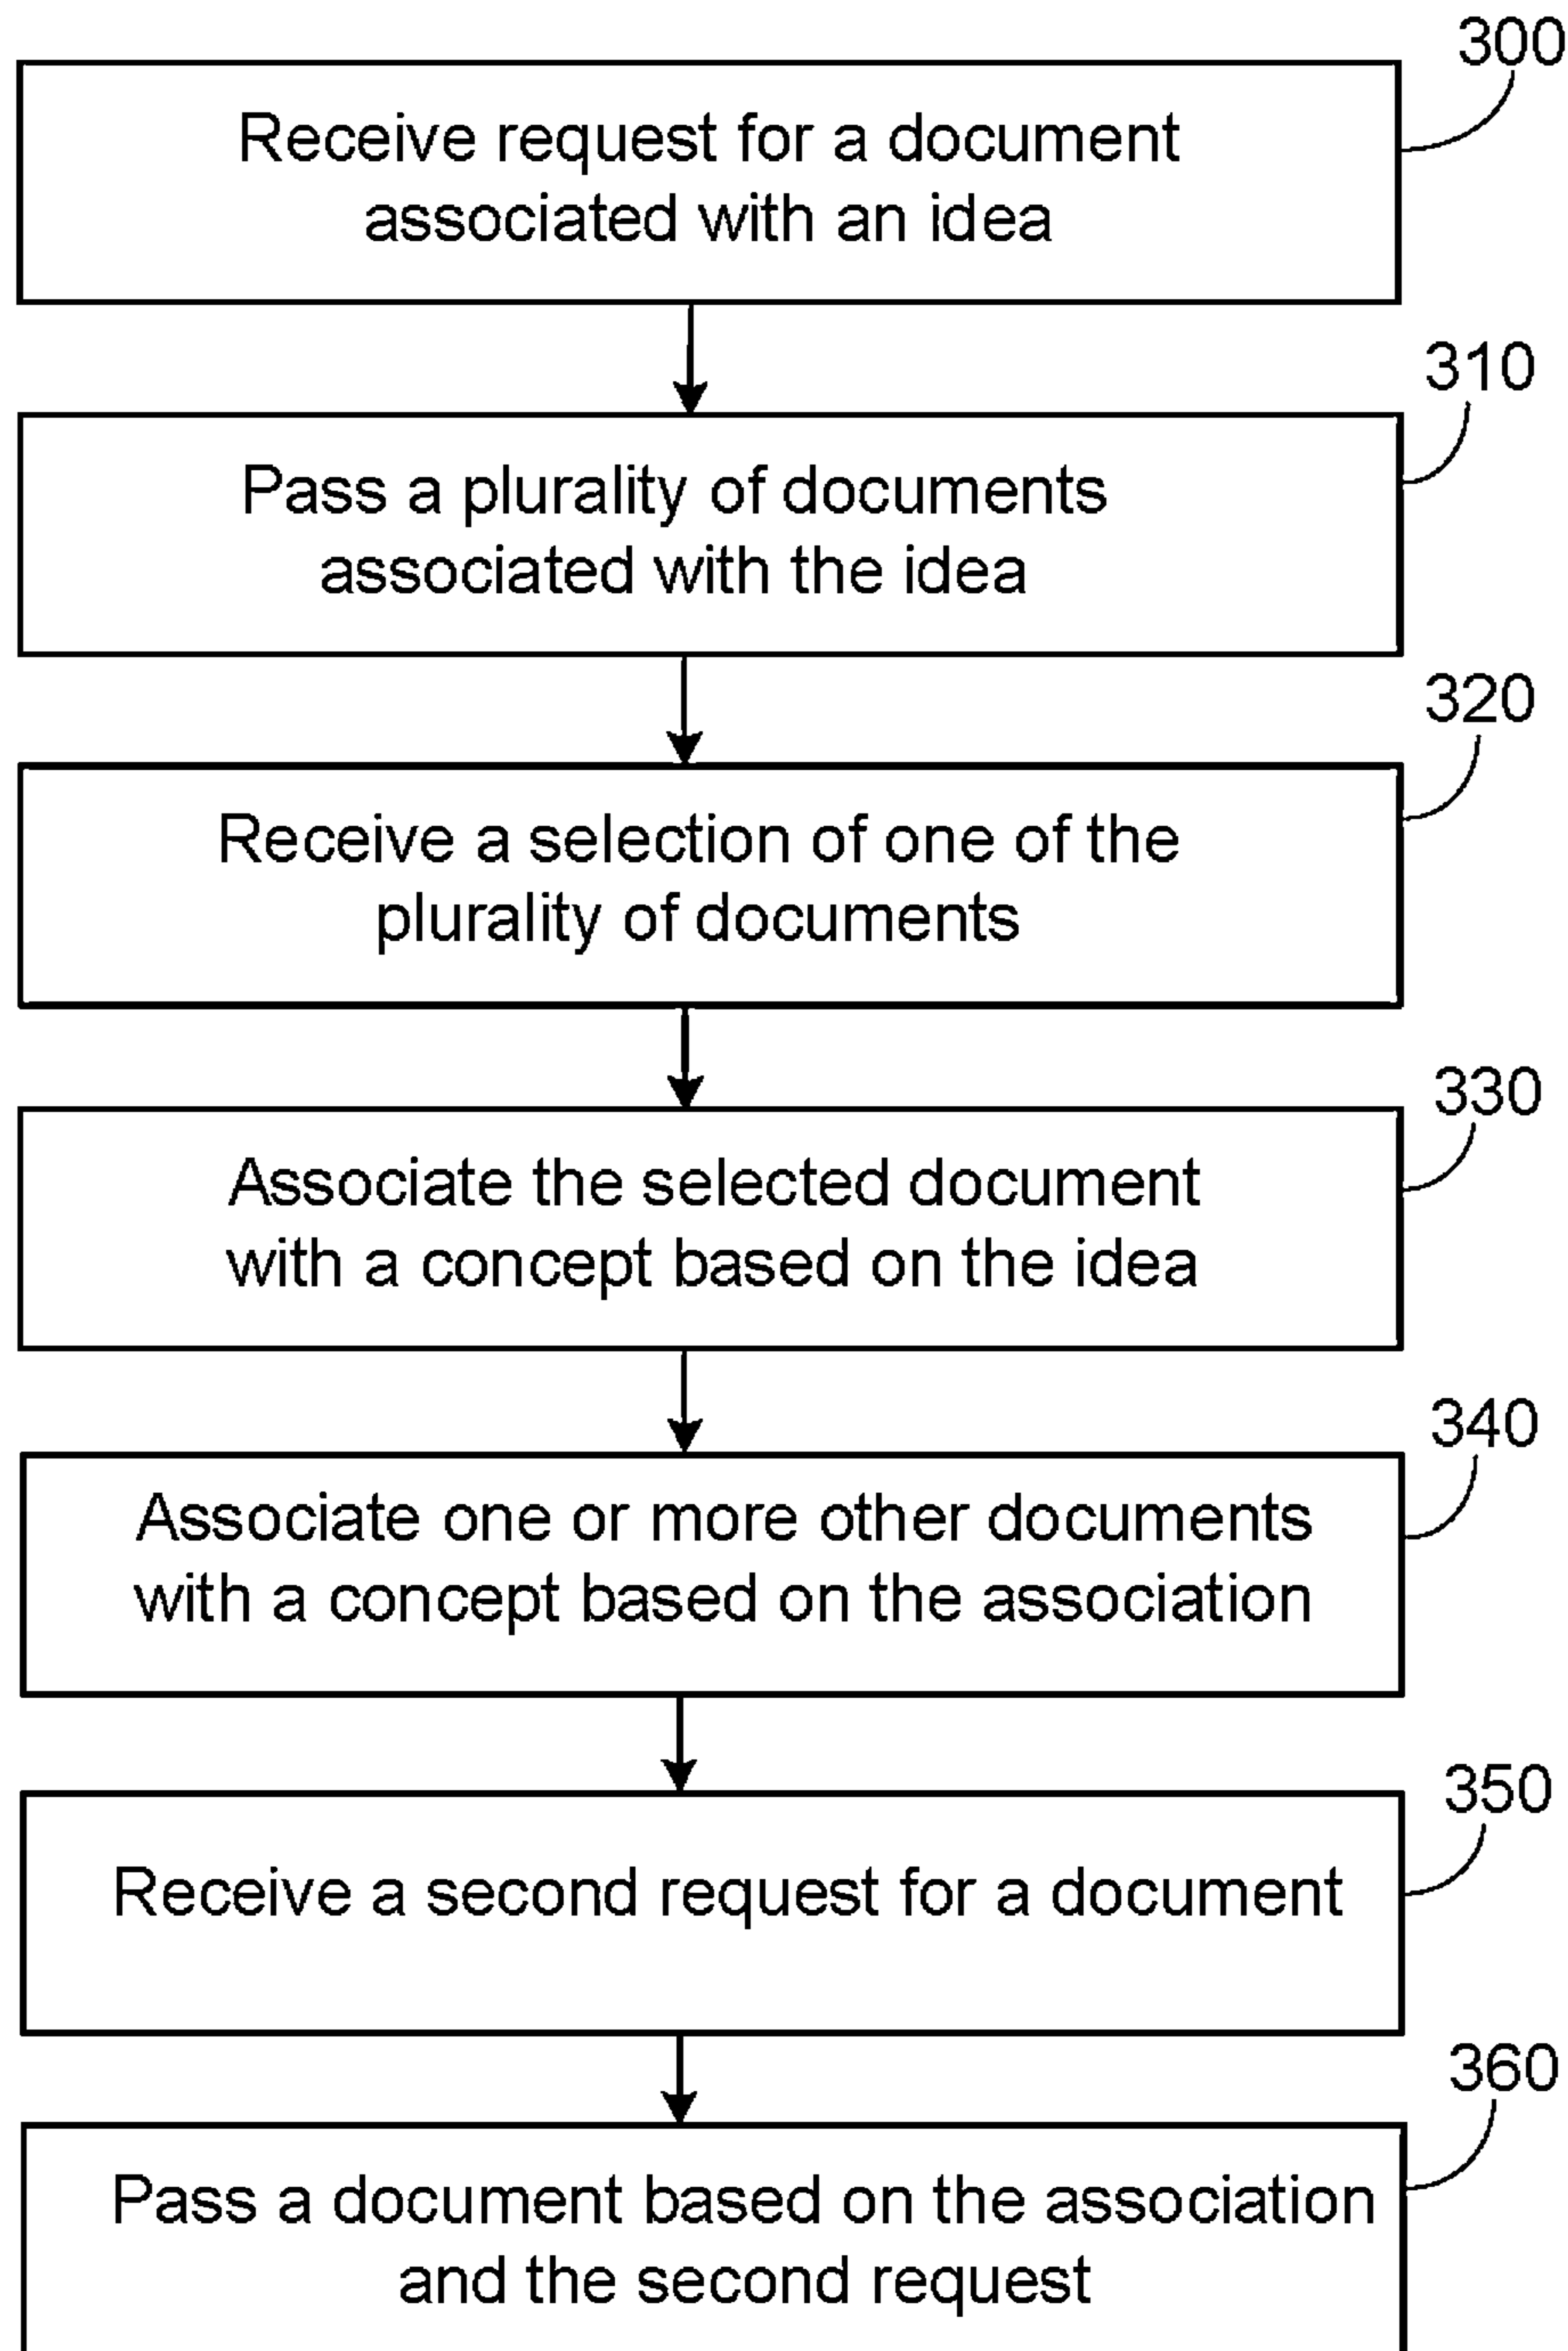 300
Receive request for a document
associated with an idea
310
Pass a plurality of documents
associated with the idea
320
Receive a selection of one of the
plurality of documents
330
Associate the selected document
with a concept based on the idea
340
Associate one or more other documents
with a concept based on the association
350
Receive a second request for a document
360
Pass a document based on the association
and the second request